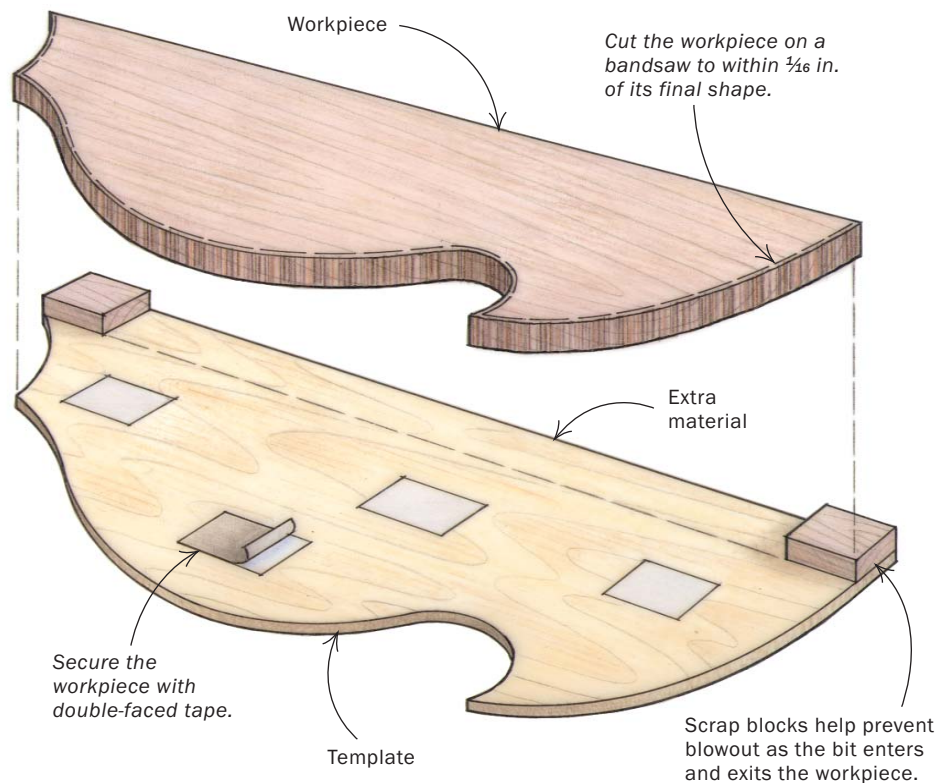 Workpiece
Cut the workpiece on a
bandsaw to within 1⁄16 in.
of its final shape.
Extra
material
Secure the
workpiece with
double-faced tape.
Template
Scrap blocks help prevent
blowout as the bit enters
and exits the workpiece.